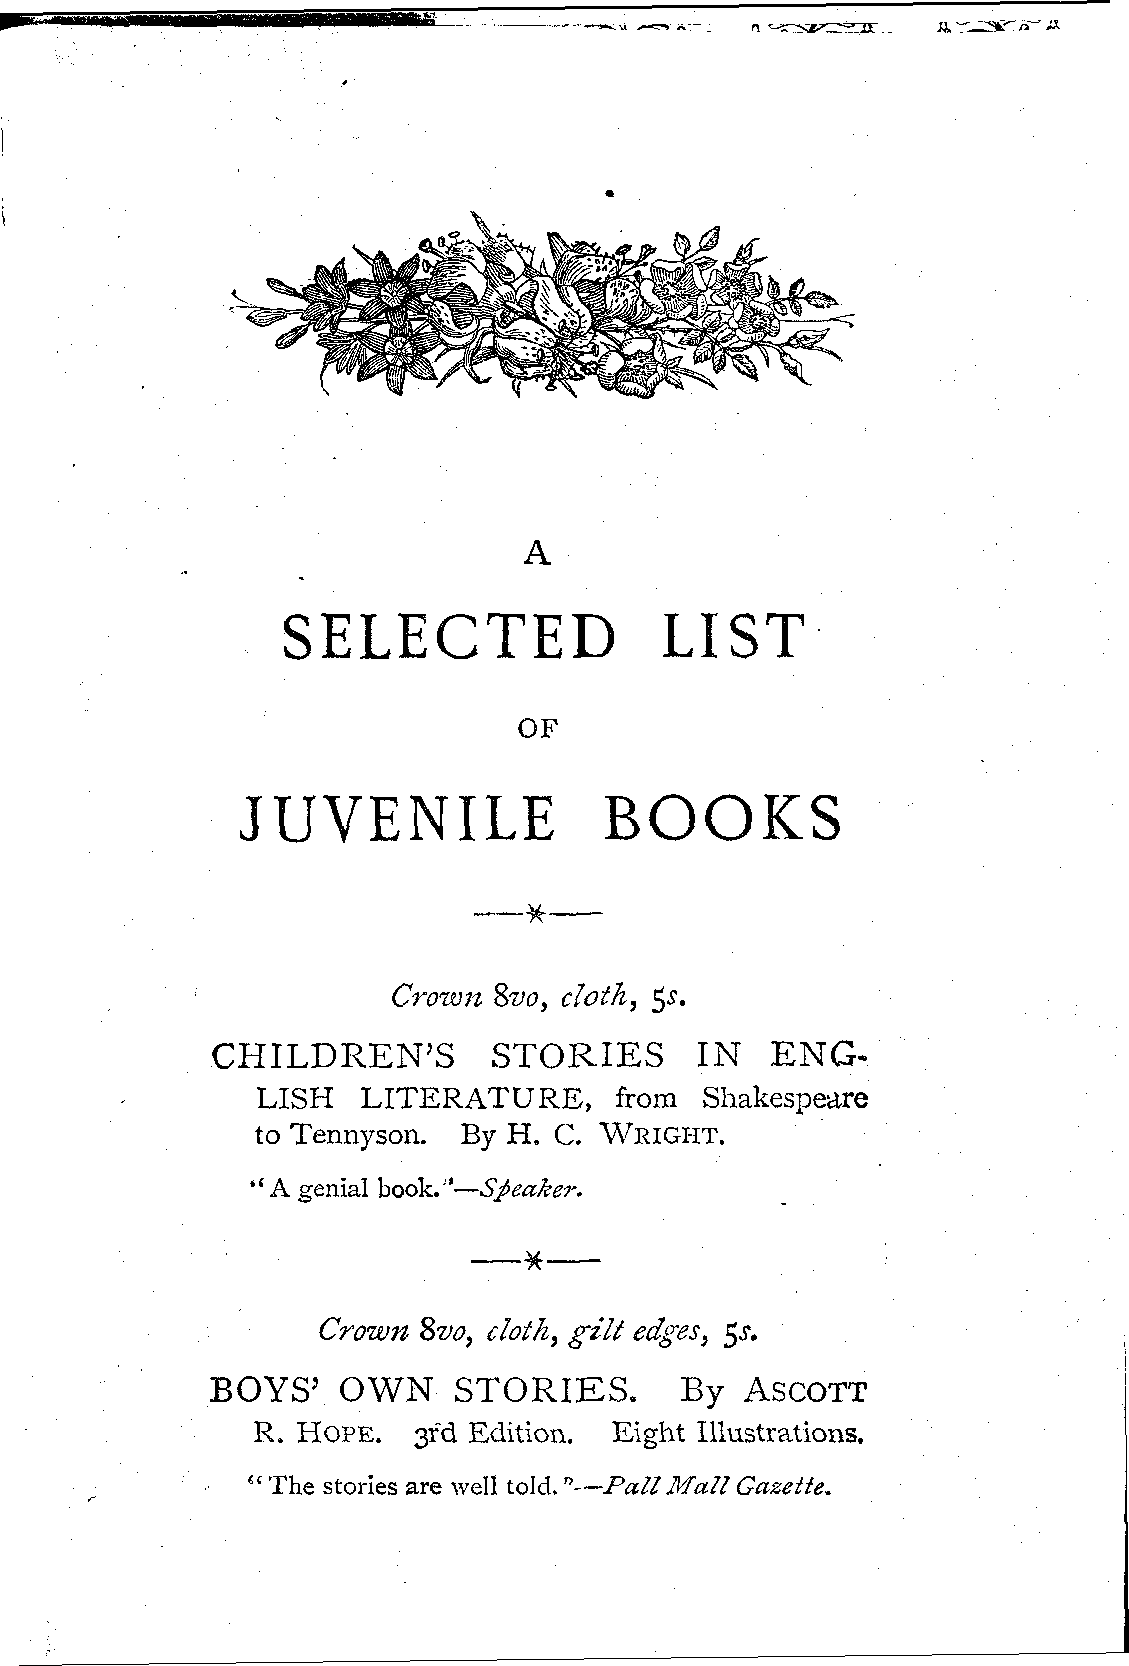 A
SELECTED LIST
OF
JUVENILE BOOKS
Crown 8vo, cloth, 5s.
CHILDREN'S STORIES IN ENG-
LISH LITERATURE, from Shakespeare
to Tennyson. By H. C. WRIGHT.
"A genial book."—Speaker.
Crown 8vo, cloth, gilt edges, 5s.
BOYS' OWN STORIES. By ASCOTT
R. HOPE. 3rd Edition. Eight Illustrations.
"The stories are well told."—Pall Mall Gazette.